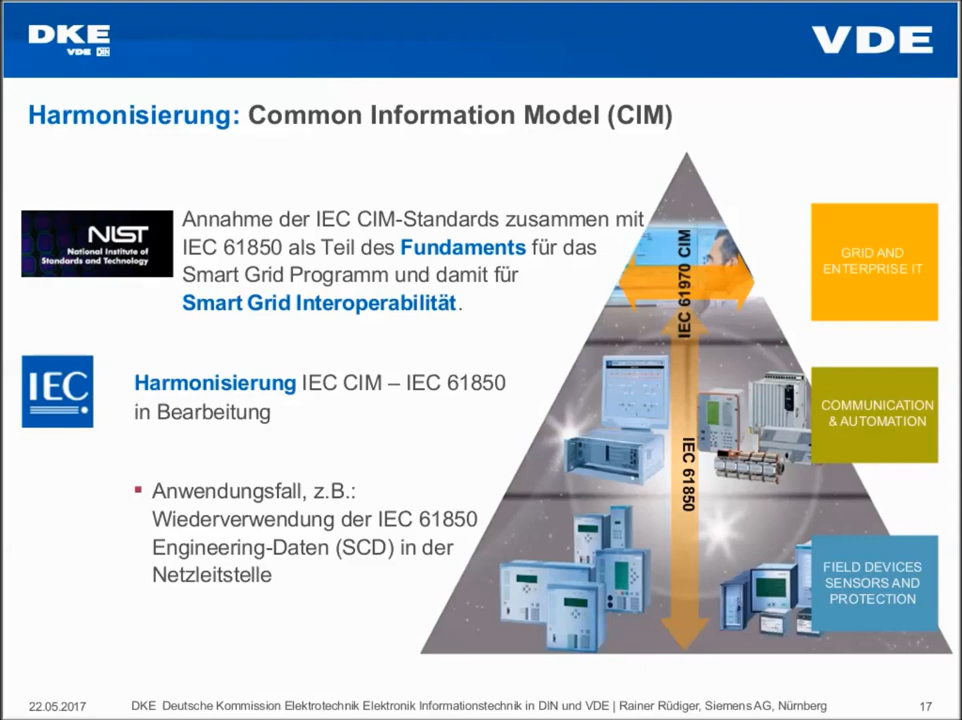 DKE
VDE DIN
VDE
Harmonisierung: Common Information Model (CIM)
NIST
National Institute of
Standards and Technology
Annahme der IEC CIM-Standards zusammen mit
IEC 61850 als Teil des Fundaments für das
Smart Grid Programm und damit für
Smart Grid Interoperabilität.
IEC
Harmonisierung IEC CIM – IEC 61850
in Bearbeitung
▪ Anwendungsfall, z.B.:
Wiederverwendung der IEC 61850
Engineering-Daten (SCD) in der
Netzleitstelle
IEC 61970 CIM
IEC 61850
GRID AND
ENTERPRISE IT
COMMUNICATION
& AUTOMATION
FIELD DEVICES
SENSORS AND
PROTECTION
22.05.2017
DKE Deutsche Kommission Elektrotechnik Elektronik Informationstechnik in DIN und VDE | Rainer Rüdiger, Siemens AG, Nürnberg
17